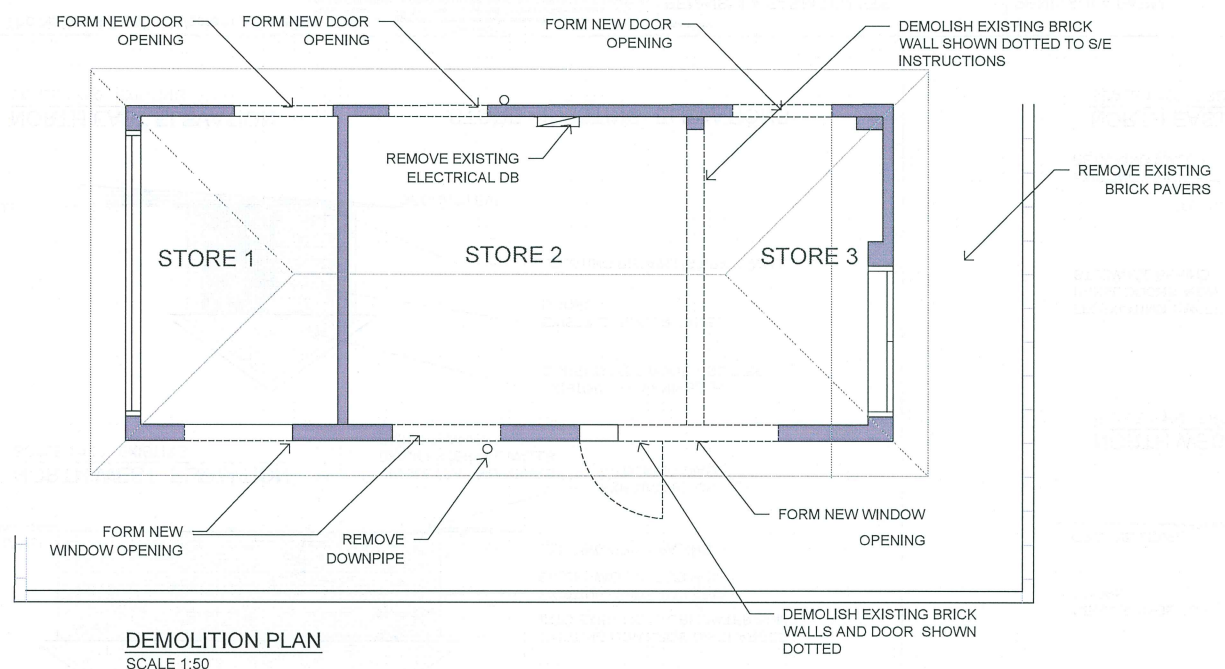 FORM NEW DOOR
OPENING
FORM NEW DOOR
OPENING
FORM NEW DOOR
OPENING
DEMOLISH EXISTING BRICK
WALL SHOWN DOTTED TO S/E
INSTRUCTIONS
REMOVE EXISTING
ELECTRICAL DB
REMOVE EXISTING
BRICK PAVERS
STORE 1
STORE 2
STORE 3
FORM NEW
WINDOW OPENING
REMOVE
DOWNPIPE
FORM NEW WINDOW
OPENING
DEMOLISH EXISTING BRICK
WALLS AND DOOR SHOWN
DOTTED
DEMOLITION PLAN
SCALE 1:50